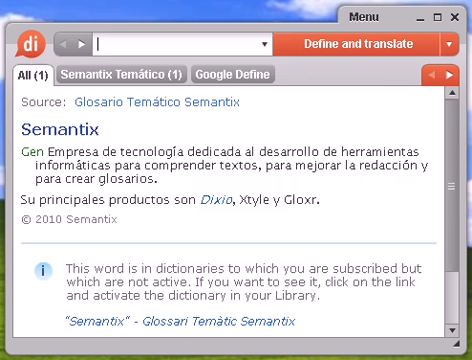 Menu
di
Define and translate
All (1) Semantix Temático (1) Google Define
Source: Glosario Temático Semantix
Semantix
Gen Empresa de tecnología dedicada al desarrollo de herramientas
informáticas para comprender textos, para mejorar la redacción y
para crear glosarios.
Su principales productos son Dixio, Xtyle y Gloxr.
© 2010 Semantix
This word is in dictionaries to which you are subscribed but
which are not active. If you want to see it, click on the link
and activate the dictionary in your Library.
"Semantix" - Glossari Temàtic Semantix